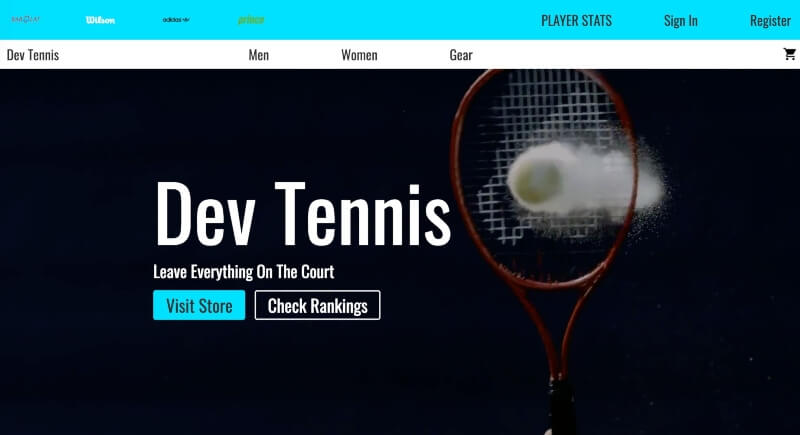 BABOLAT Wilson adidas prince PLAYER STATS Sign In Register
Dev Tennis Men Women Gear
Dev Tennis
Leave Everything On The Court
Visit Store Check Rankings